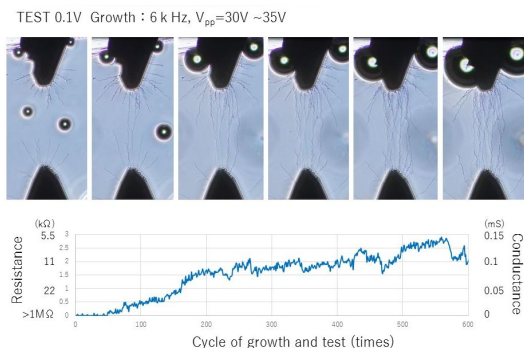 TEST 0.1V Growth：6ｋHz, Vpp=30V ~35V
(kΩ)
5.5
11
22
>1MΩ
Resistance
3
2.5
2
1.5
1
0.5
0
0 100 200 300 400 500 600
Cycle of growth and test (times)
(mS)
0.15
0.1
0.05
0
Conductance